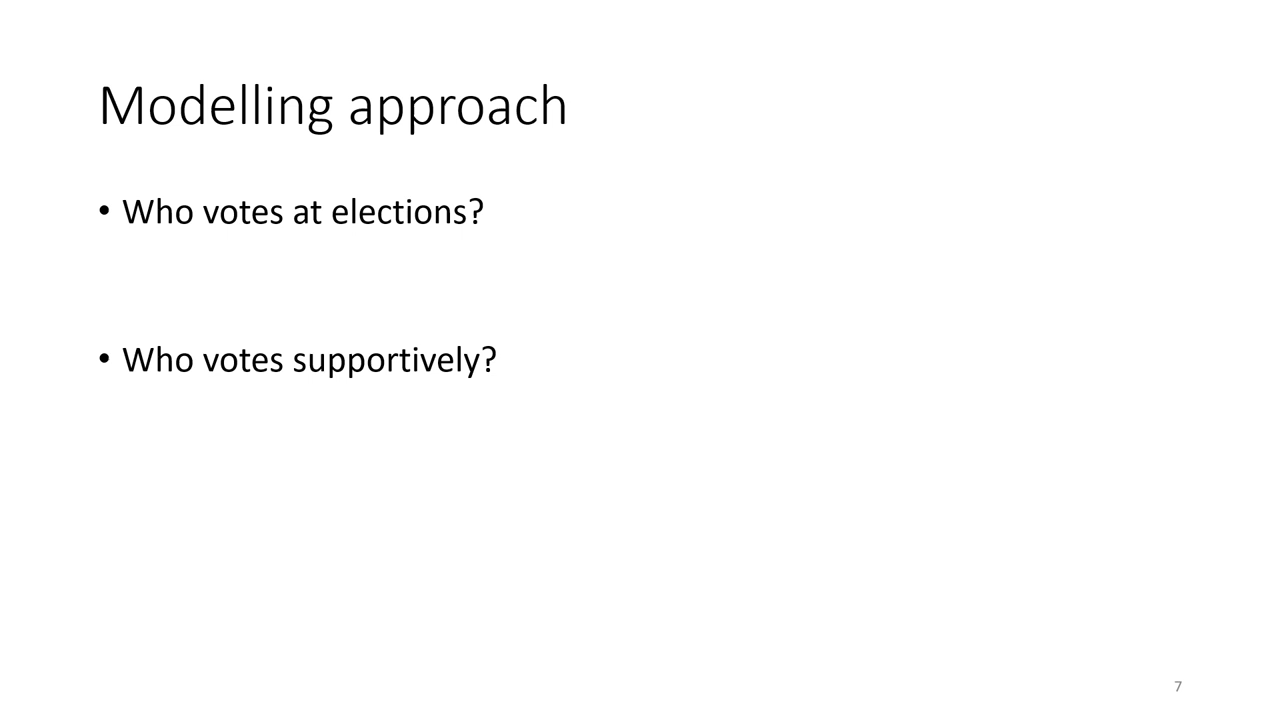 Modelling approach
• Who votes at elections?
• Who votes supportively?
7